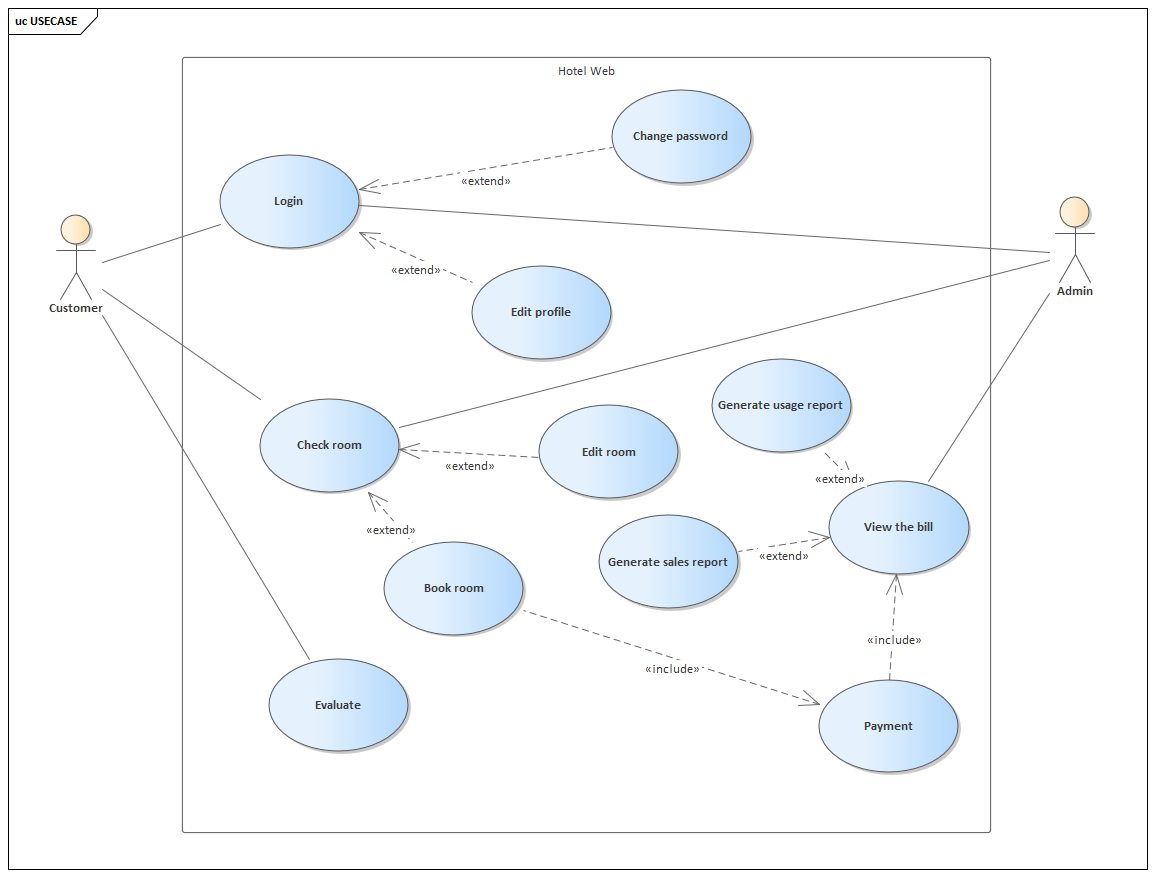 uc USECASE
Hotel Web
Change password
«extend»
Login
«extend»
Edit profile
Customer
Admin
Generate usage report
Check room
Edit room
«extend»
«extend»
«extend»
View the bill
Generate sales report
«extend»
Book room
«include»
«include»
Evaluate
Payment